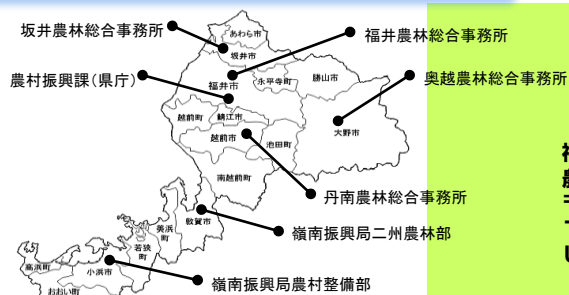 坂井農林総合事務所
福井農林総合事務所
農村振興課(県庁)
奥越農林総合事務所
丹南農林総合事務所
嶺南振興局二州農林部
嶺南振興局農村整備部
あわら市
坂井市
福井市
永平寺町
勝山市
越前町
鯖江市
越前市
池田町
大野市
南越前町
敦賀市
美浜町
若狭町
小浜市
高浜町
おおい町